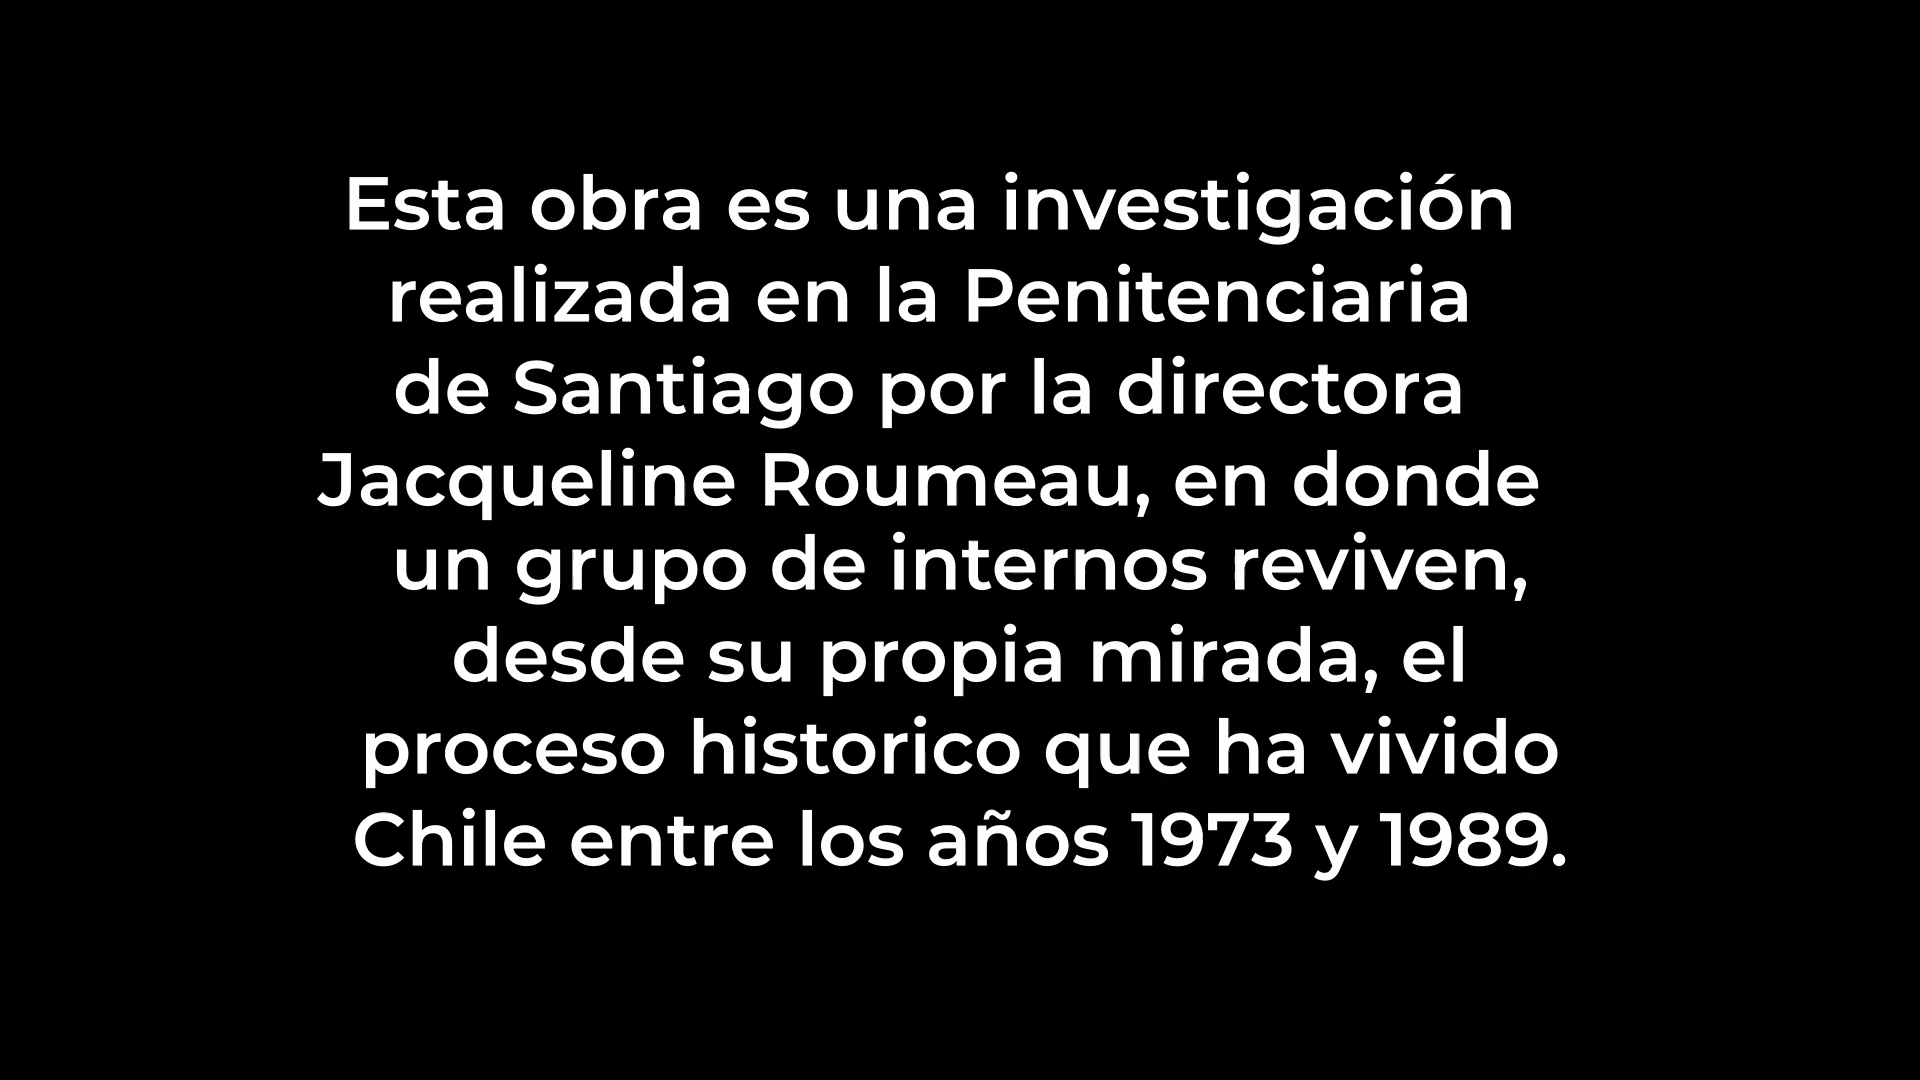 Esta obra es una investigación
realizada en la Penitenciaria
de Santiago por la directora
Jacqueline Roumeau, en donde
un grupo de internos reviven,
desde su propia mirada, el
proceso historico que ha vivido
Chile entre los años 1973 y 1989.